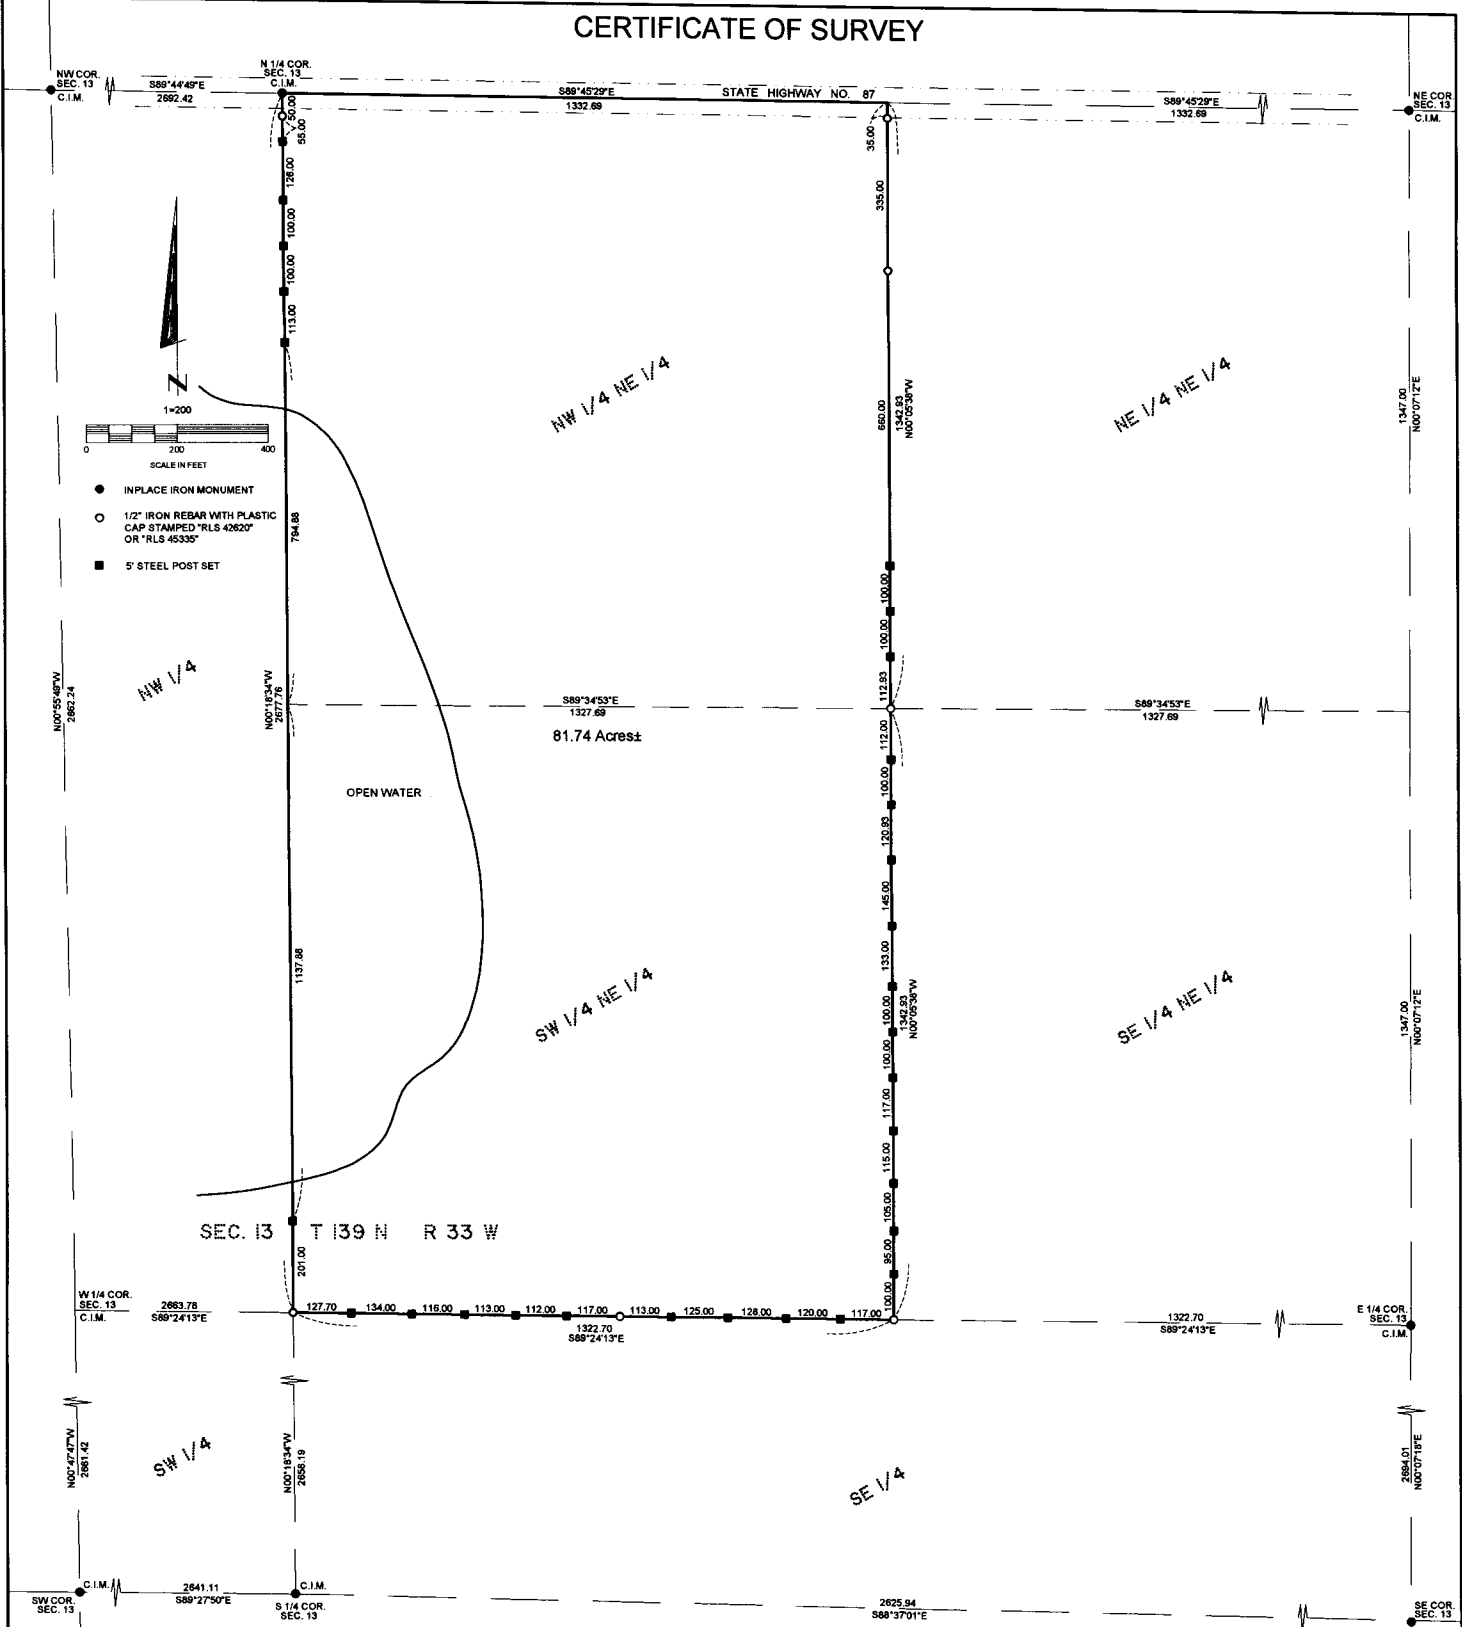 CERTIFICATE OF SURVEY
NW COR.
SEC. 13
C.I.M.
S89°44'49"E
2692.42
N 1/4 COR.
SEC. 13
C.I.M.
S89°45'29"E
1332.69
STATE HIGHWAY NO. 87
S89°45'29"E
1332.69
NE COR.
SEC. 13
C.I.M.
50.00
55.00
126.00
100.00
100.00
113.00
35.00
335.00
N
1=200
0 200 400
SCALE IN FEET
INPLACE IRON MONUMENT
1/2" IRON REBAR WITH PLASTIC
CAP STAMPED "RLS 42620"
OR "RLS 45335"
5' STEEL POST SET
NW 1/4 NE 1/4
NE 1/4 NE 1/4
660.00
1342.93
N00°05'38"W
1347.00
N00°07'12"E
794.88
100.00
100.00
112.93
NW 1/4
N00°55'49"W
2662.24
N00°18'34"W
2677.76
S89°34'53"E
1327.69
81.74 Acres±
S89°34'53"E
1327.69
OPEN WATER
112.00
100.00
120.93
145.00
133.00
100.00
100.00
117.00
115.00
105.00
95.00
100.00
1342.93
N00°05'38"W
1137.88
SW 1/4 NE 1/4
SE 1/4 NE 1/4
1347.00
N00°07'12"E
SEC. 13 T 139 N R 33 W
201.00
W 1/4 COR.
SEC. 13
C.I.M.
2663.78
S89°24'13"E
127.70 134.00 116.00 113.00 112.00 117.00 113.00 125.00 128.00 120.00 117.00
1322.70
S89°24'13"E
1322.70
S89°24'13"E
E 1/4 COR.
SEC. 13
C.I.M.
N00°47'47"W
2661.42
SW 1/4
N00°18'34"W
2658.19
SE 1/4
2694.01
N00°07'18"E
C.I.M.
SW COR.
SEC. 13
2641.11
S89°27'50"E
C.I.M.
S 1/4 COR.
SEC. 13
2625.94
S88°37'01"E
SE COR.
SEC. 13